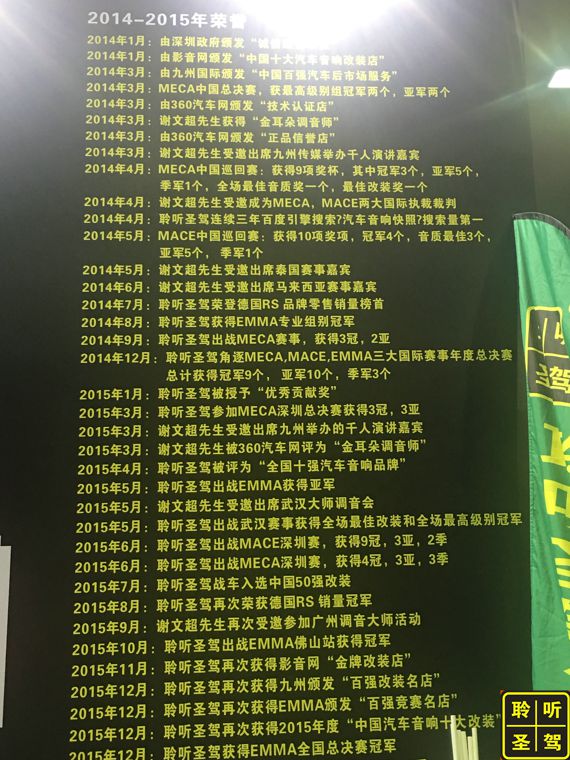 2014-2015年荣誉
2014年1月：由深圳政府颁发“诚
2014年1月：由影音网颁发“中国十大汽车音响改装店”
2014年3月：由九州国际颁发“中国百强汽车后市场服务”
2014年3月：MECA中国总决赛，获最高级别组冠军两个，亚军两个
2014年3月：由360汽车网颁发“技术认证店”
2014年3月：谢文超先生获得“金耳朵调音师”
2014年3月：由360汽车网颁发“正品信誉店”
2014年3月：谢文超先生受邀出席九州传媒举办千人演讲嘉宾
2014年4月：MECA中国巡回赛：获得9项奖杯，其中冠军3个，亚军5个，
季军1个，全场最佳音质奖一个，最佳改装奖一个
2014年4月：谢文超先生受邀成为MECA，MACE两大国际执裁裁判
2014年4月：聆听圣驾连续三年百度引擎搜索?汽车音响快照?搜索量第一
2014年5月：MACE中国巡回赛：获得10项奖项，冠军4个，音质最佳3个，
亚军5个，季军1个
2014年5月：谢文超先生受邀出席泰国赛事嘉宾
2014年6月：谢文超先生受邀出席马来西亚赛事嘉宾
2014年7月：聆听圣驾荣登德国RS 品牌零售销量榜首
2014年8月：聆听圣驾获得EMMA专业组别冠军
2014年9月：聆听圣驾出战MECA赛事，获得3冠，2亚
2014年12月：聆听圣驾角逐MECA,MACE,EMMA三大国际赛事年度总决赛
总计获得冠军9个，亚军10个，季军3个
2015年1月：聆听圣驾被授予“优秀贡献奖”
2015年3月：聆听圣驾参加MECA深圳总决赛获得3冠，3亚
2015年3月：谢文超先生受邀出席九州举办的千人演讲嘉宾
2015年3月：谢文超先生被360汽车网评为“金耳朵调音师”
2015年4月：聆听圣驾被评为“全国十强汽车音响品牌”
2015年5月：聆听圣驾出战EMMA获得亚军
2015年5月：谢文超先生受邀出席武汉大师调音会
2015年5月：聆听圣驾出战武汉赛事获得全场最佳改装和全场最高级别冠军
2015年6月：聆听圣驾出战MACE深圳赛，获得9冠，3亚，2季
2015年6月：聆听圣驾出战MECA深圳赛，获得4冠，3亚，3季
2015年7月：聆听圣驾战车入选中国50强改装
2015年8月：聆听圣驾再次荣获德国RS 销量冠军
2015年9月：谢文超先生再次受邀参加广州调音大师活动
2015年10月：聆听圣驾出战EMMA佛山站获得冠军
2015年11月：聆听圣驾再次获得影音网“金牌改装店”
2015年12月：聆听圣驾再次获得九州颁发“百强改装名店”
2015年12月：聆听圣驾再次获得EMMA颁发“百强竞赛名店”
2015年12月：聆听圣驾再次获得2015年度“中国汽车音响十大改装”
2015年12月：聆听圣驾获得EMMA全国总决赛冠军
聆听
圣驾